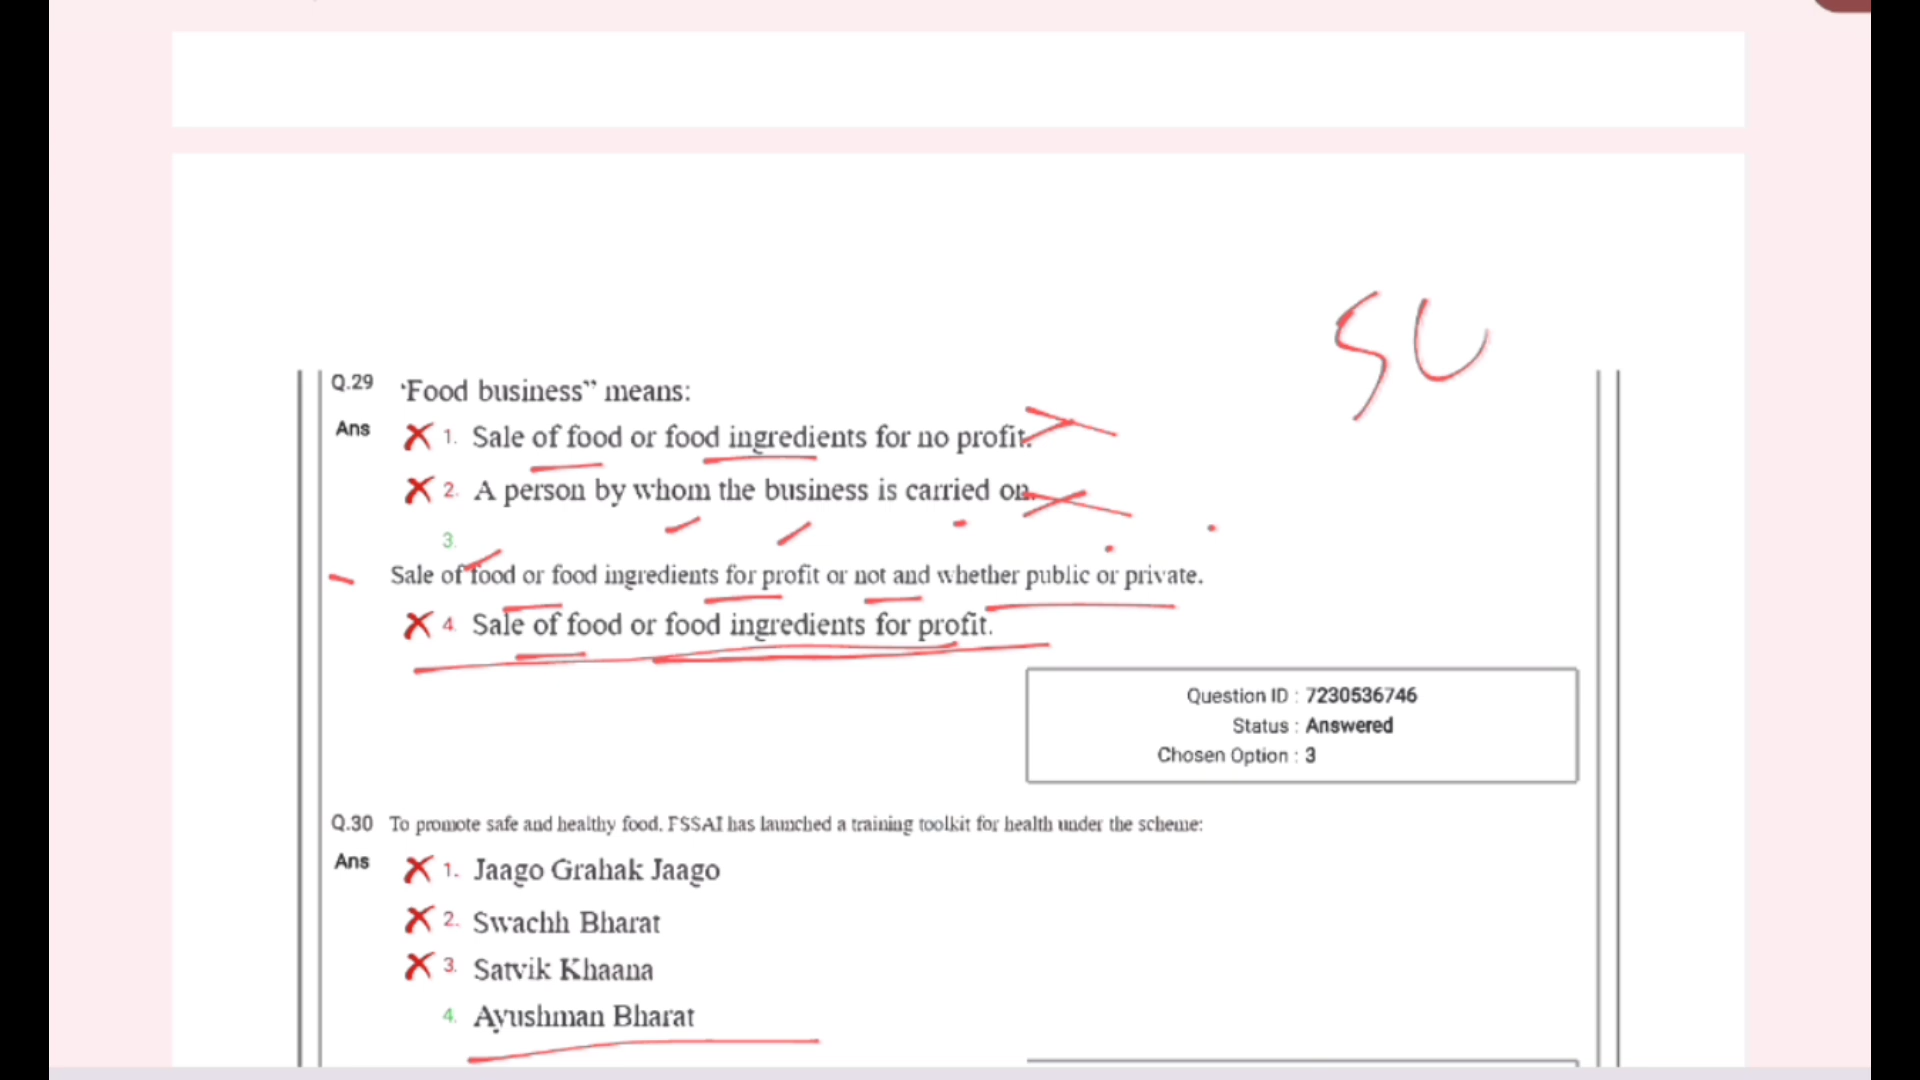 SC
Q.29 ‘Food business” means:
Ans 1. Sale of food or food ingredients for no profit.
2. A person by whom the business is carried on.
3.
Sale of food or food ingredients for profit or not and whether public or private.
4. Sale of food or food ingredients for profit.
Question ID : 7230536746
Status : Answered
Chosen Option : 3
Q.30 To promote safe and healthy food, FSSAI has launched a training toolkit for health under the scheme:
Ans 1. Jaago Grahak Jaago
2. Swachh Bharat
3. Satvik Khaana
4. Ayushman Bharat